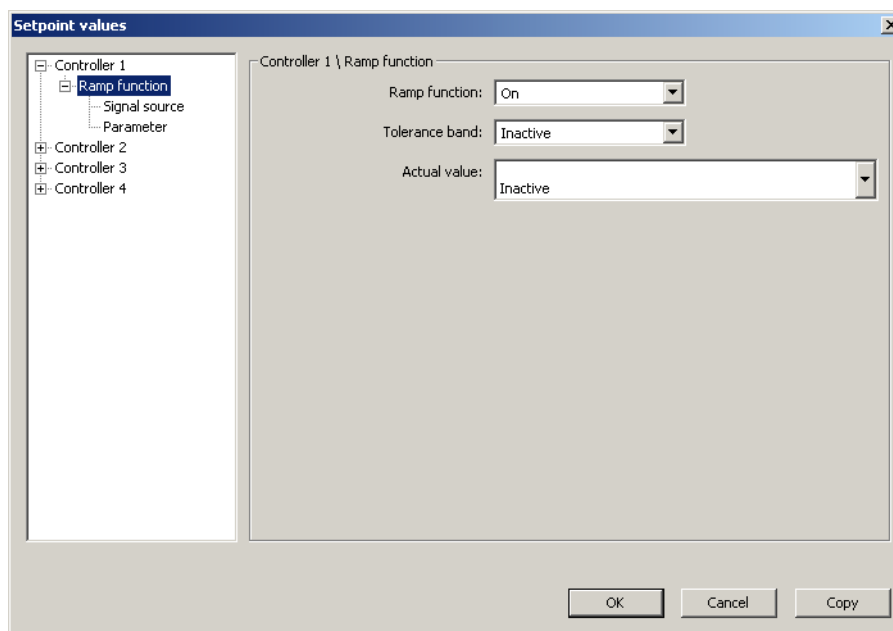 Setpoint values
Controller 1
Ramp function
Signal source
Parameter
Controller 2
Controller 3
Controller 4
Controller 1 \ Ramp function
Ramp function: On
Tolerance band: Inactive
Actual value:
Inactive
OK Cancel Copy